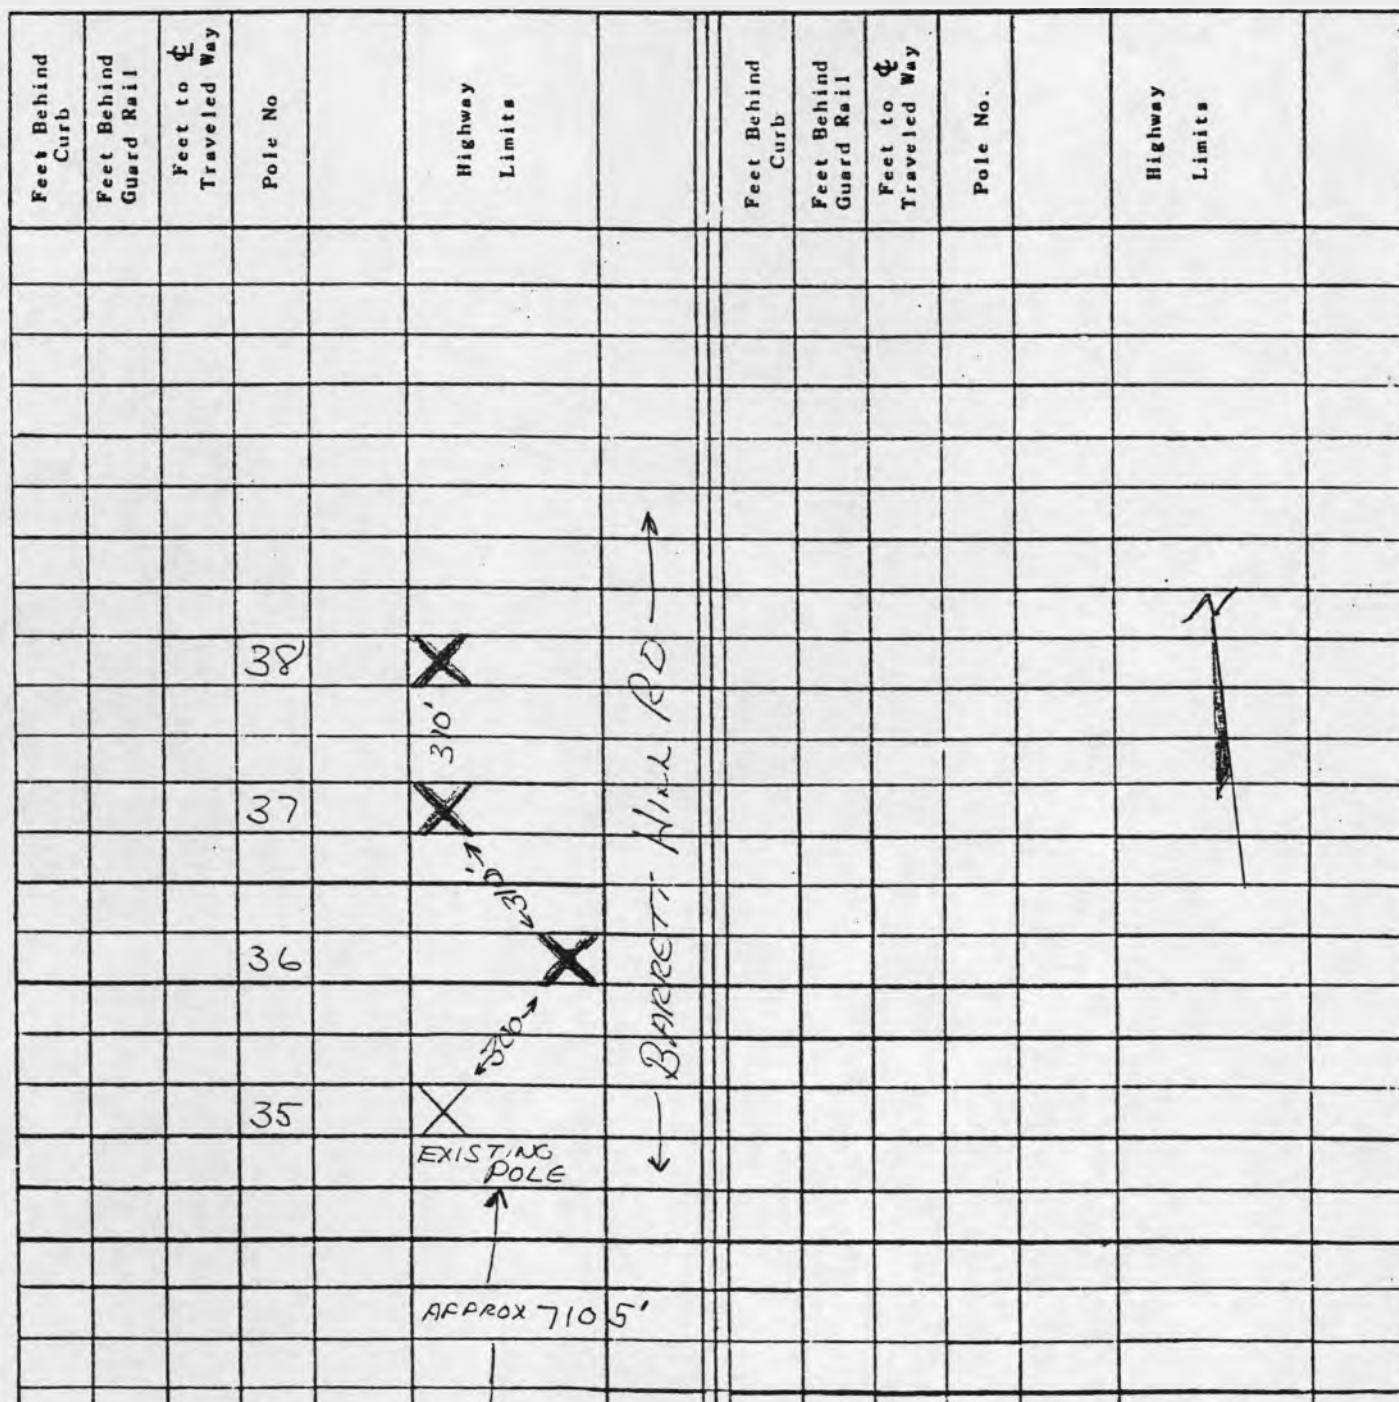 Feet Behind
Curb
Feet Behind
Guard Rail
Feet to ℄
Traveled Way
Pole No
Highway
Limits
Feet Behind
Curb
Feet Behind
Guard Rail
Feet to ℄
Traveled Way
Pole No.
Highway
Limits
38
310'
37
310'
36
35
EXISTING
POLE
APPROX 7105'
BARRETT HILL RD